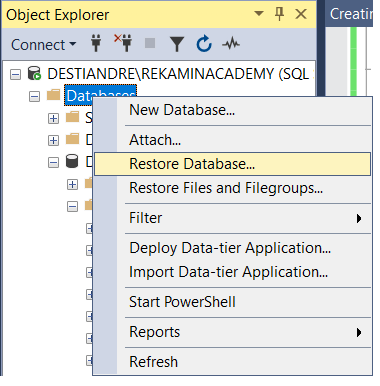 Object Explorer
Creatin
Connect
DESTIANDRE\REKAMINACADEMY (SQL
Databases
New Database...
S
Attach...
D
Restore Database...
D
Restore Files and Filegroups...
Filter
Deploy Data-tier Application...
Import Data-tier Application...
Start PowerShell
Reports
Refresh